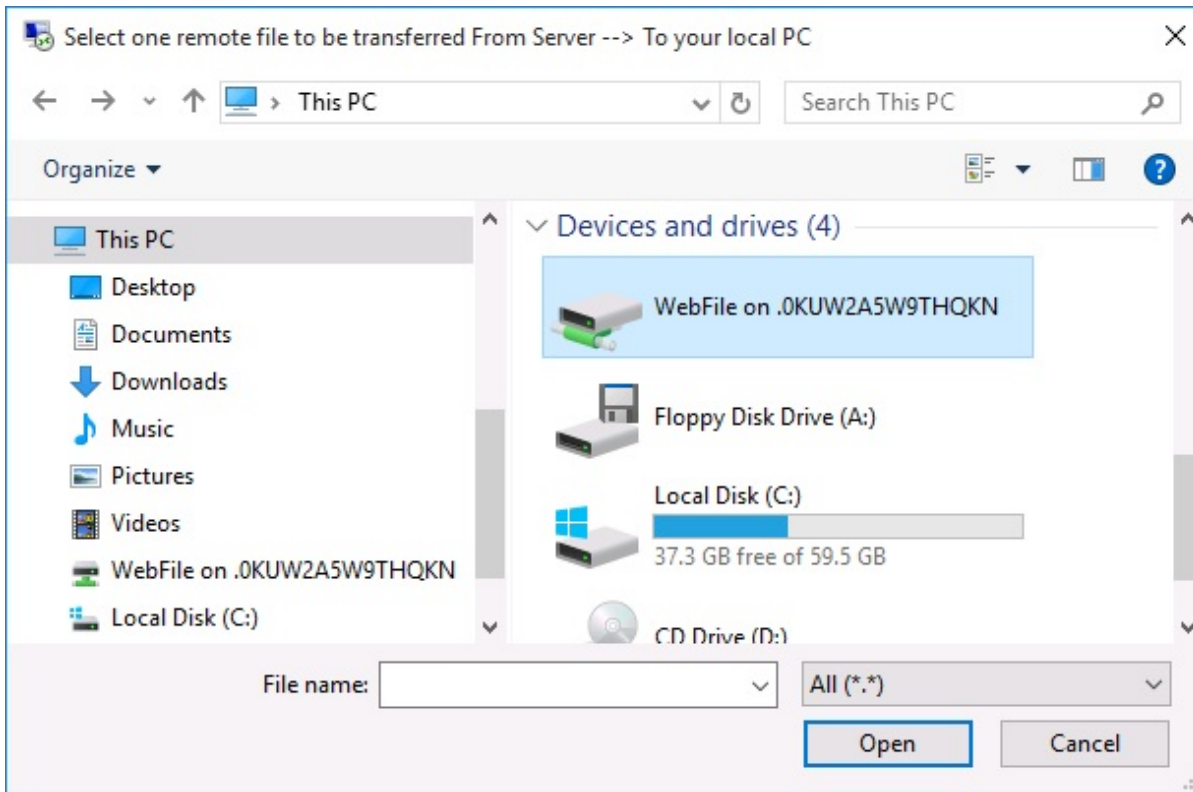 Select one remote file to be transferred From Server --> To your local PC
This PC
Search This PC
Organize
This PC
Desktop
Documents
Downloads
Music
Pictures
Videos
WebFile on .0KUW2A5W9THQKN
Local Disk (C:)
Devices and drives (4)
WebFile on .0KUW2A5W9THQKN
Floppy Disk Drive (A:)
Local Disk (C:)
37.3 GB free of 59.5 GB
CD Drive (D:)
File name:
All (*.*)
Open
Cancel